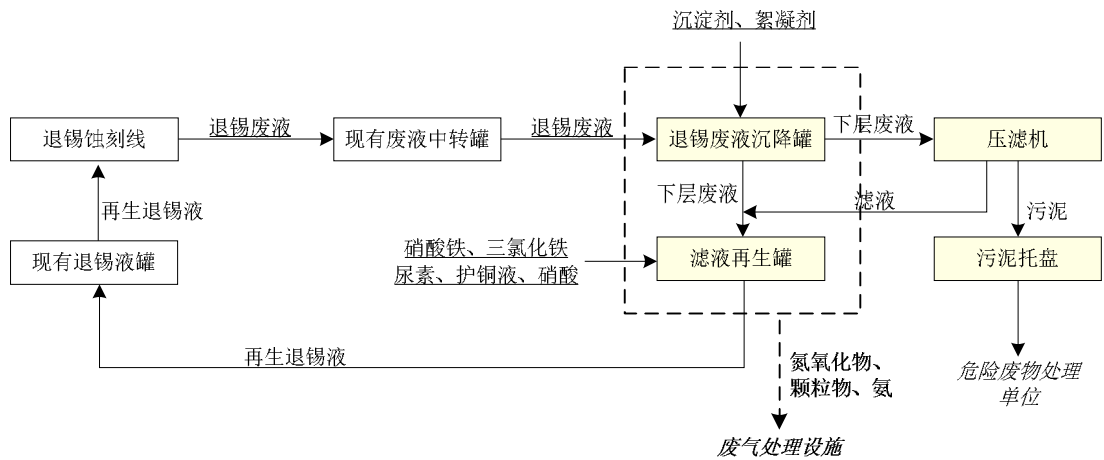 沉淀剂、絮凝剂
退锡蚀刻线
退锡废液
现有废液中转罐
退锡废液
退锡废液沉降罐
下层废液
压滤机
下层废液
滤液
污泥
再生退锡液
现有退锡液罐
硝酸铁、三氯化铁
尿素、护铜液、硝酸
滤液再生罐
污泥托盘
再生退锡液
氮氧化物、
颗粒物、氨
危险废物处理
单位
废气处理设施